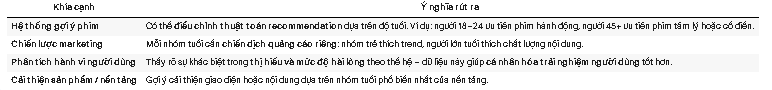 Khía cạnh Ý nghĩa rút ra
Hệ thống gợi ý phim Có thể điều chỉnh thuật toán recommendation dựa trên độ tuổi. Ví dụ: người 18–24 ưu tiên phim hành động, người 45+ ưu tiên phim tâm lý hoặc cổ điển.
Chiến lược marketing Mỗi nhóm tuổi cần chiến dịch quảng cáo riêng: nhóm trẻ thích trend, người lớn tuổi thích chất lượng nội dung.
Phân tích hành vi người dùng Thấy rõ sự khác biệt trong thị hiếu và mức độ hài lòng theo thế hệ – dữ liệu này giúp cá nhân hóa trải nghiệm người dùng tốt hơn.
Cải thiện sản phẩm / nền tảng Gợi ý cải thiện giao diện hoặc nội dung dựa trên nhóm tuổi phổ biến nhất của nền tảng.